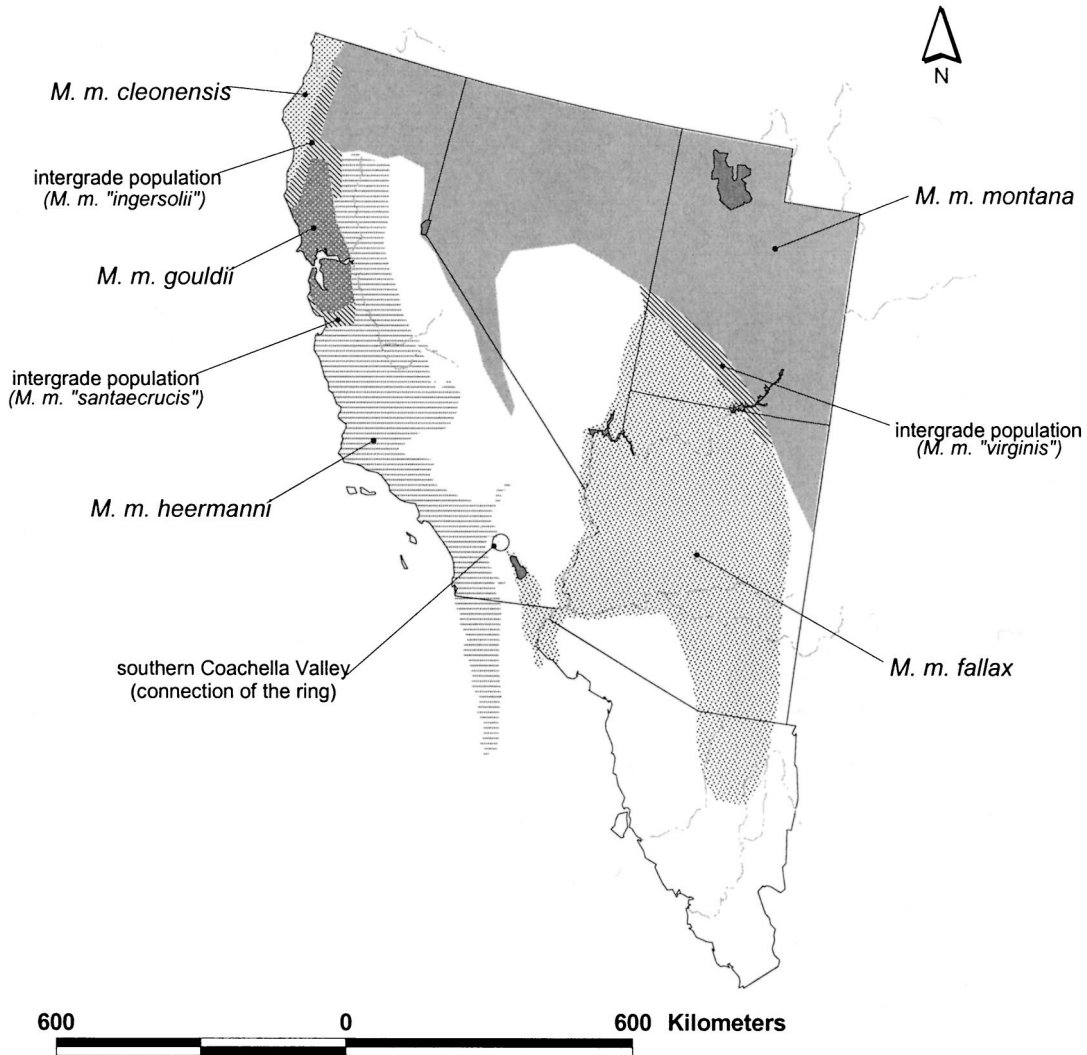 N
M. m. cleonensis
intergrade population
(M. m. "ingersolii")
M. m. montana
M. m. gouldii
intergrade population
(M. m. "santaecrucis")
intergrade population
(M. m. "virginis")
M. m. heermanni
southern Coachella Valley
(connection of the ring)
M. m. fallax
600 0 600 Kilometers